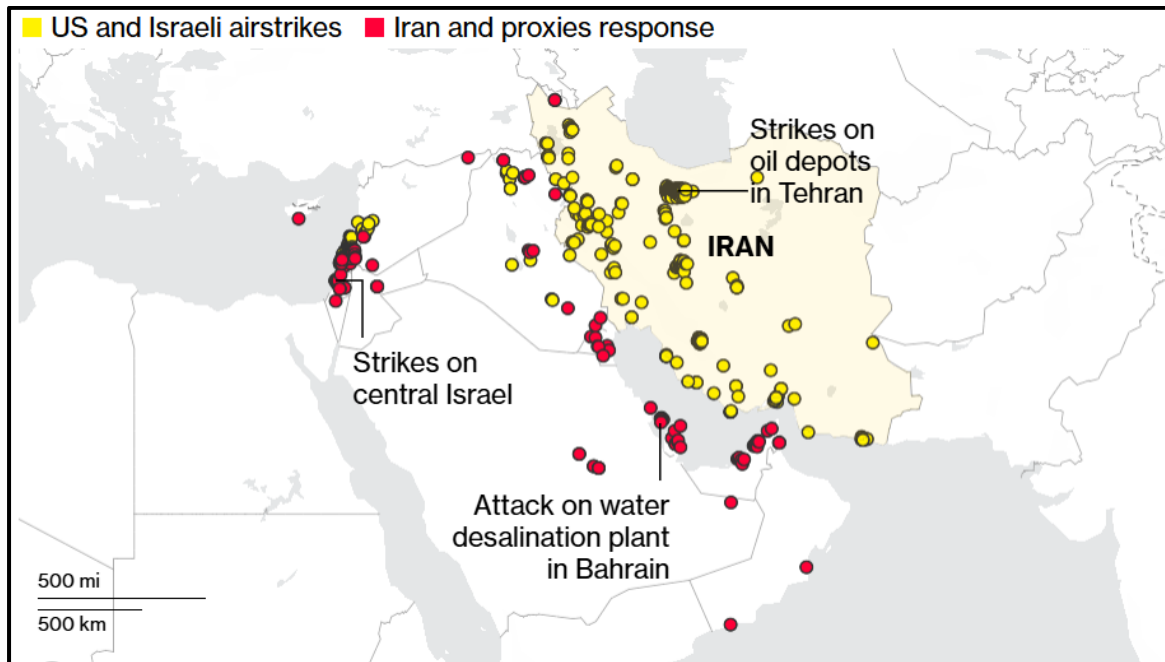 US and Israeli airstrikes
Iran and proxies response
Strikes on
oil depots
in Tehran
IRAN
Strikes on
central Israel
Attack on water
desalination plant
in Bahrain
500 mi
500 km